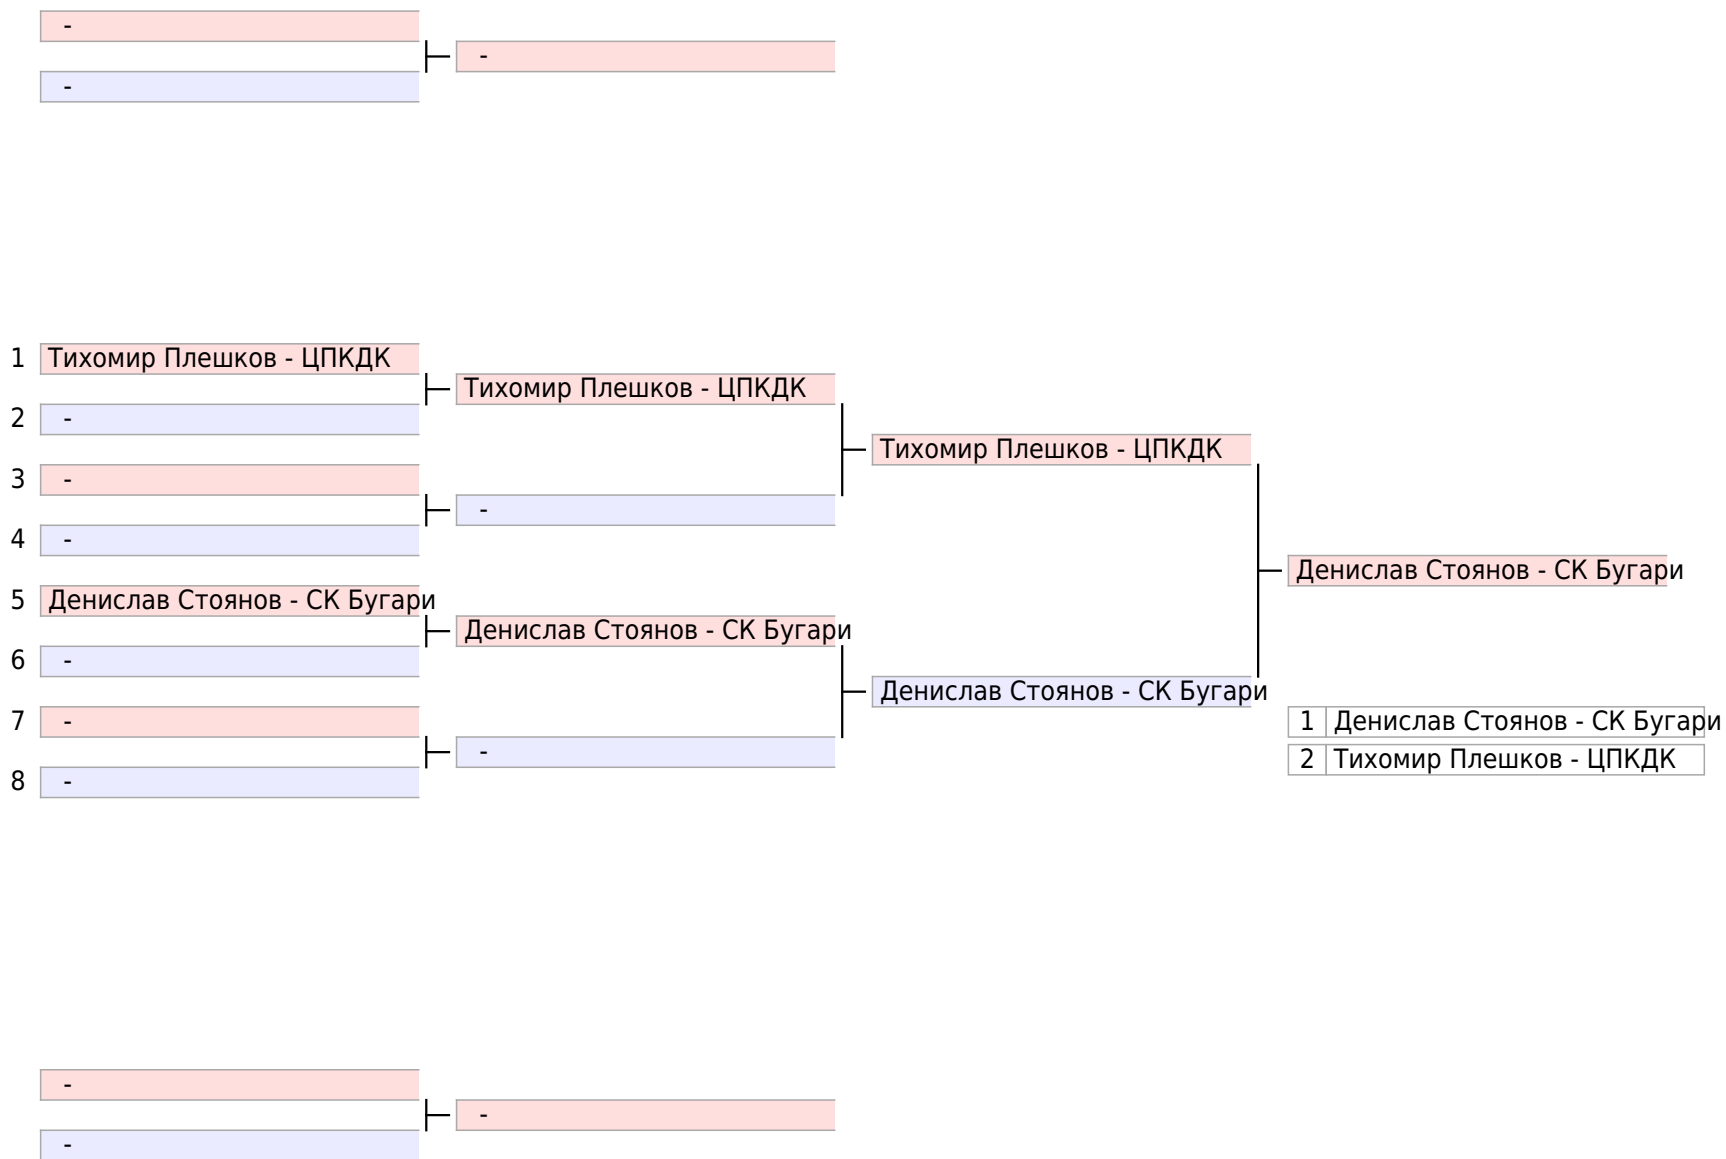 -
-
-
1 Тихомир Плешков - ЦПКДК
Тихомир Плешков - ЦПКДК
2 -
Тихомир Плешков - ЦПКДК
3 -
-
4 -
Денислав Стоянов - СК Бугари
5 Денислав Стоянов - СК Бугари
Денислав Стоянов - СК Бугари
6 -
Денислав Стоянов - СК Бугари
7 -
1 Денислав Стоянов - СК Бугари
-
2 Тихомир Плешков - ЦПКДК
8 -
-
-
-